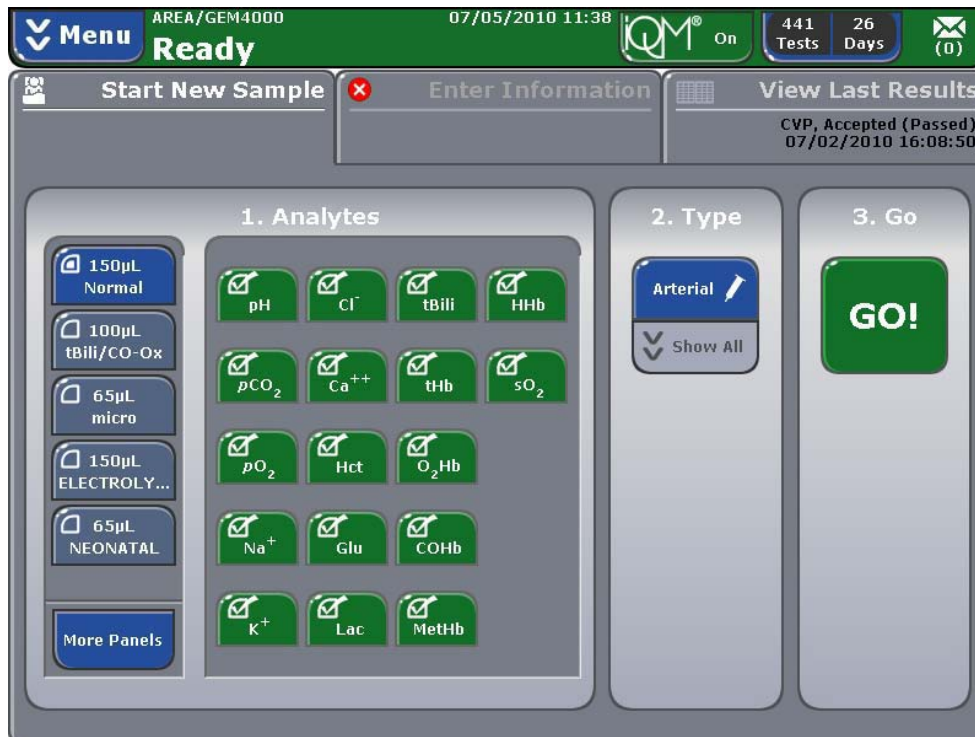 Menu
AREA/GEM4000
Ready
07/05/2010 11:38
iQM® On
441 Tests
26 Days
(0)
Start New Sample
Enter Information
View Last Results
CVP, Accepted (Passed)
07/02/2010 16:08:50
1. Analytes
150µL
Normal
100µL
tBili/CO-Ox
65µL
micro
150µL
ELECTROLY...
65µL
NEONATAL
More Panels
pH
Cl⁻
tBili
HHb
pCO₂
Ca⁺⁺
tHb
sO₂
pO₂
Hct
O₂Hb
Na⁺
Glu
COHb
K⁺
Lac
MetHb
2. Type
Arterial
Show All
3. Go
GO!